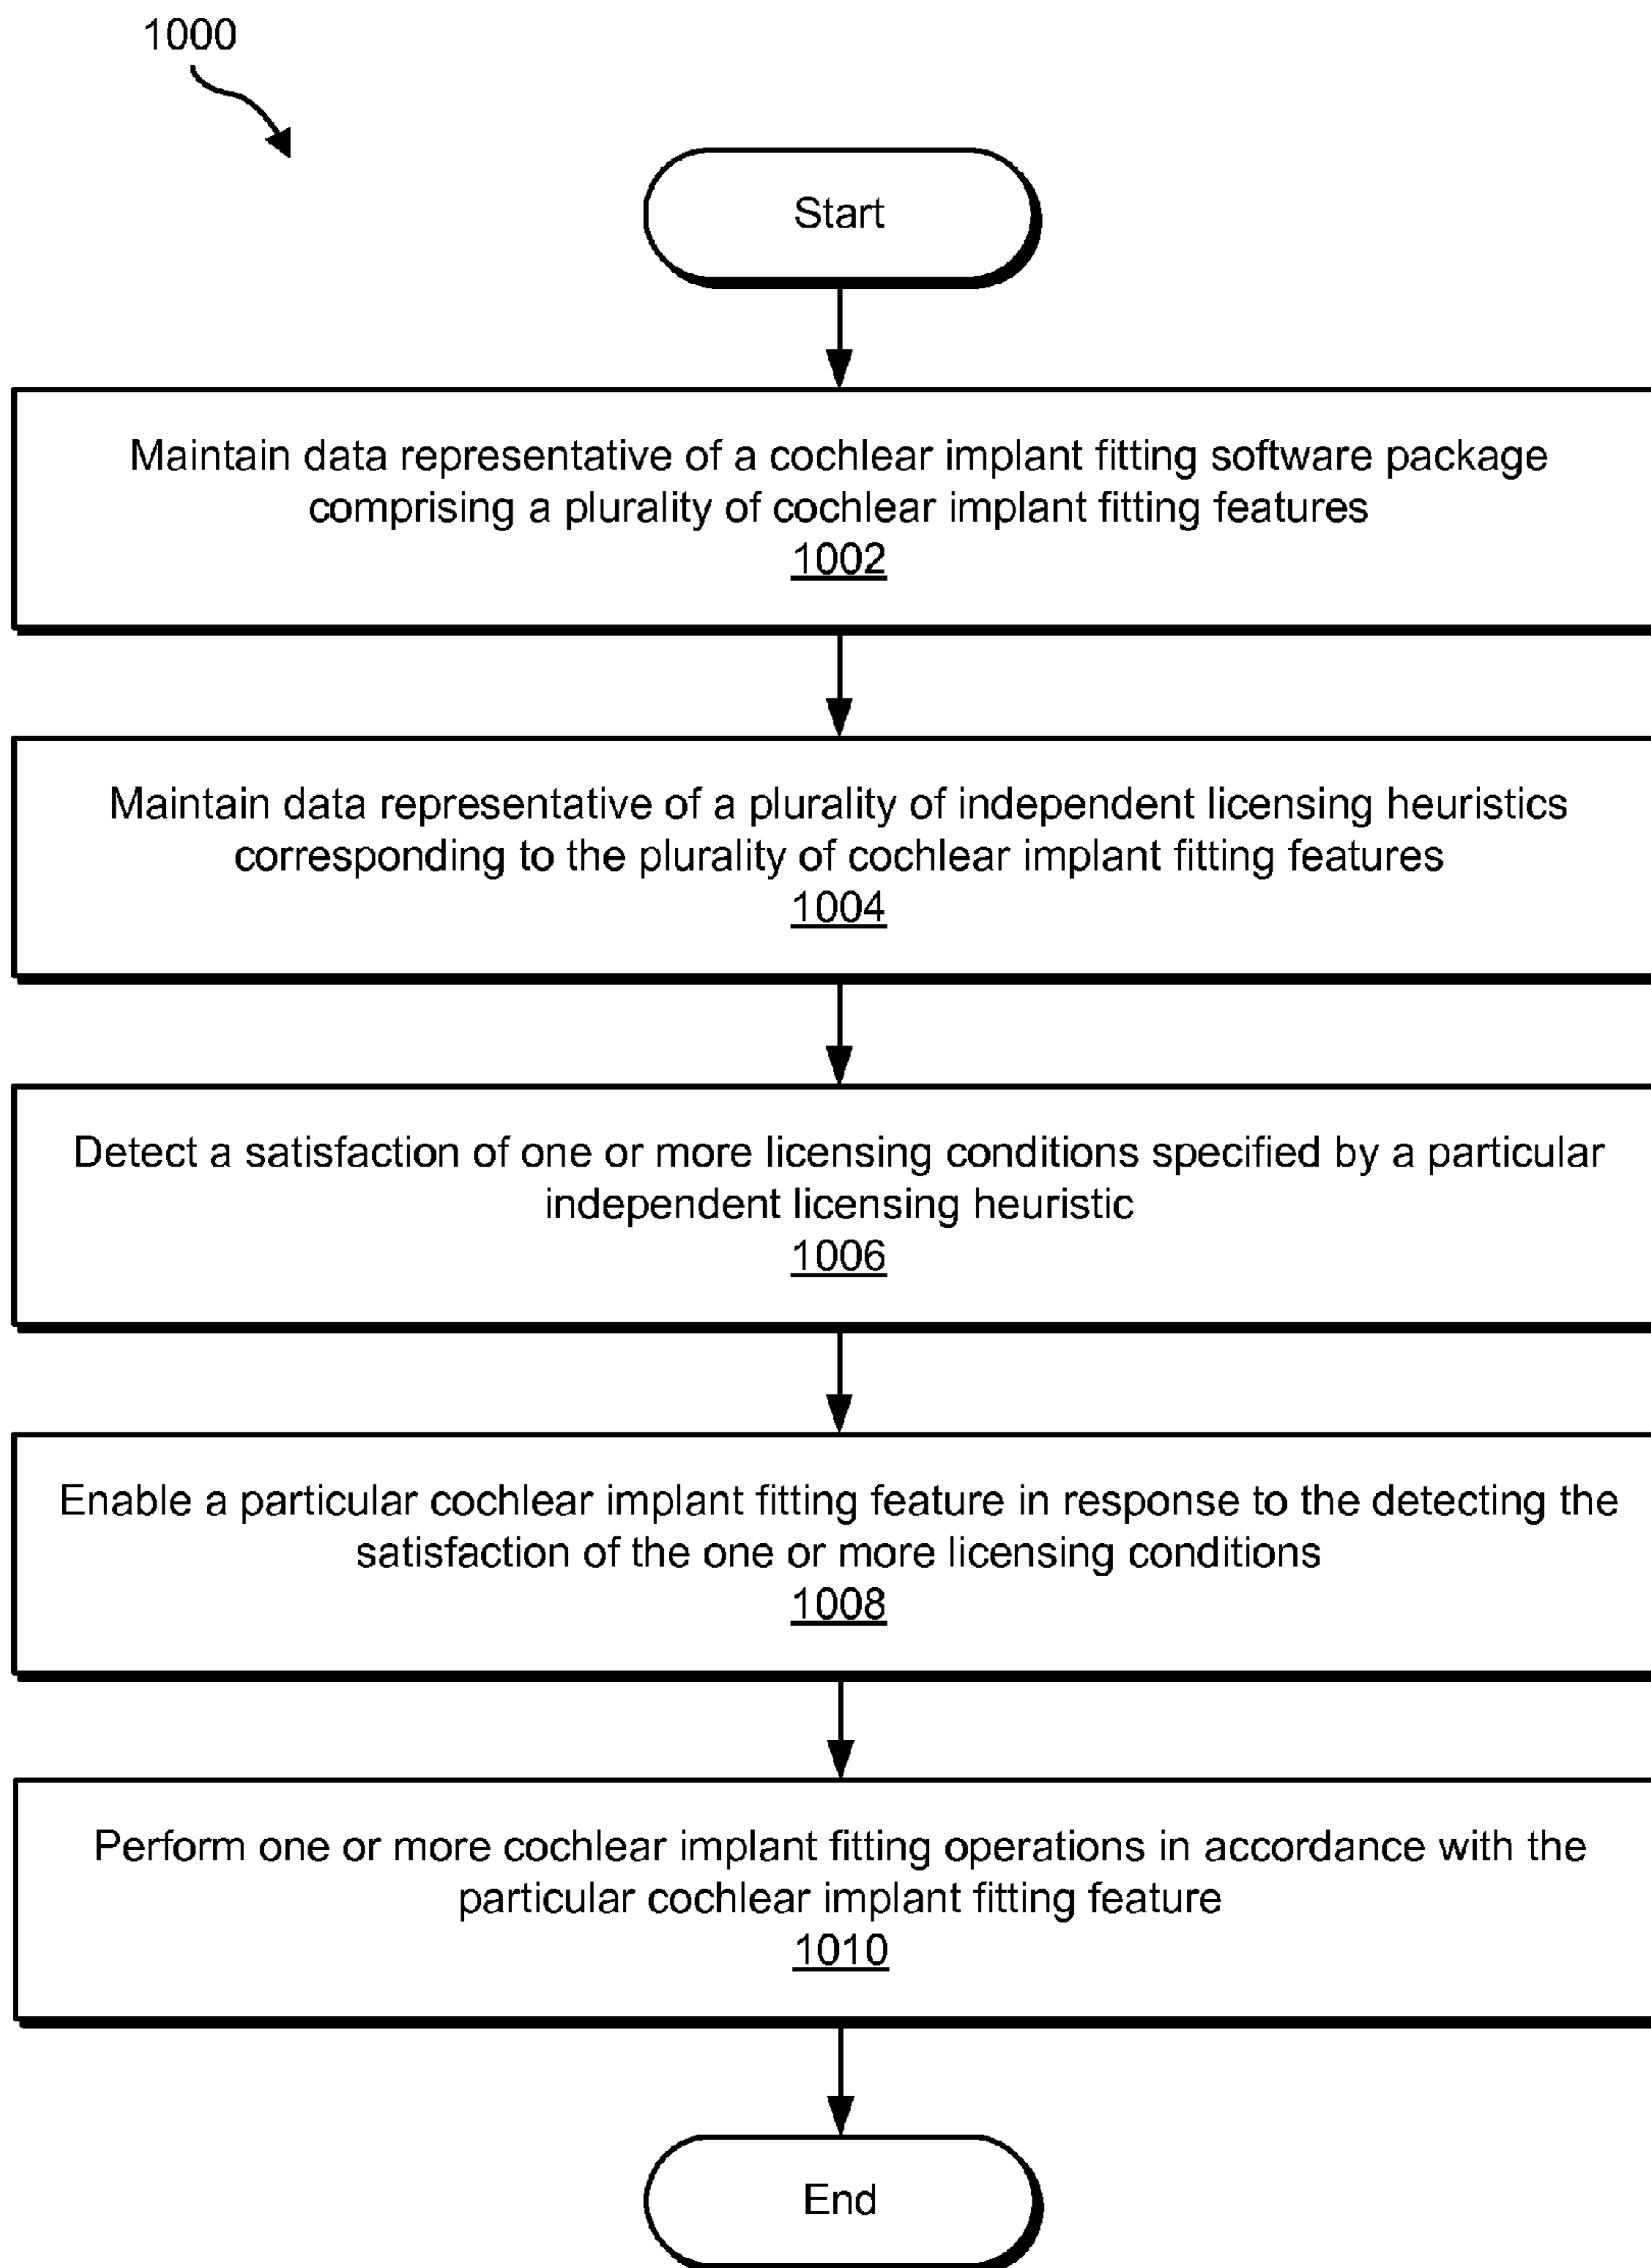 1000
Start
Maintain data representative of a cochlear implant fitting software package
comprising a plurality of cochlear implant fitting features
1002
Maintain data representative of a plurality of independent licensing heuristics
corresponding to the plurality of cochlear implant fitting features
1004
Detect a satisfaction of one or more licensing conditions specified by a particular
independent licensing heuristic
1006
Enable a particular cochlear implant fitting feature in response to the detecting the
satisfaction of the one or more licensing conditions
1008
Perform one or more cochlear implant fitting operations in accordance with the
particular cochlear implant fitting feature
1010
End